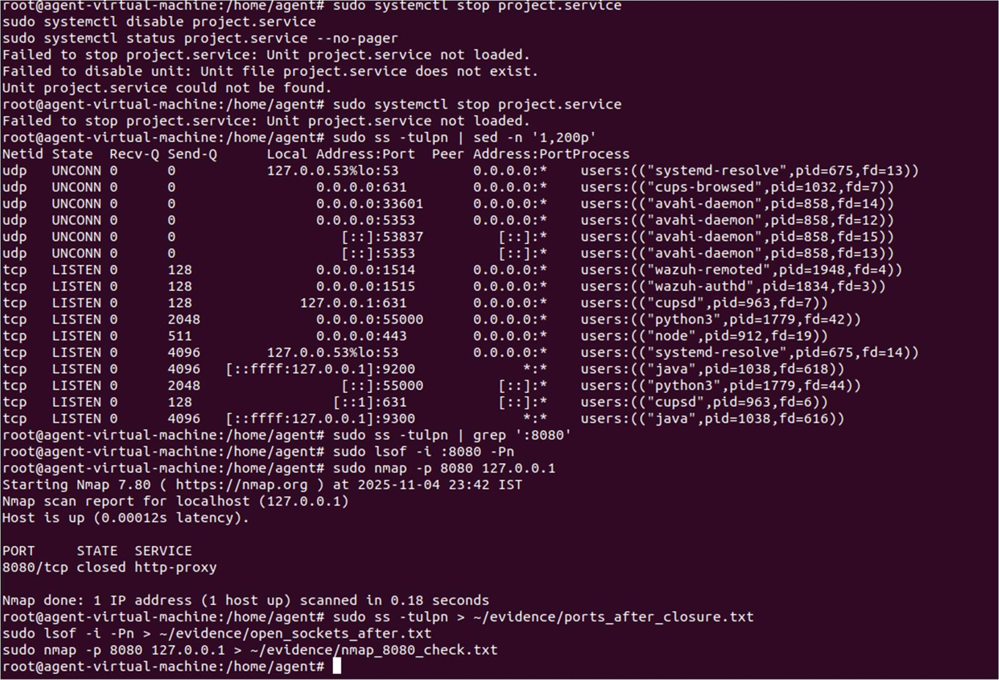 root@agent-virtual-machine:/home/agent# sudo systemctl stop project.service
sudo systemctl disable project.service
sudo systemctl status project.service --no-pager
Failed to stop project.service: Unit project.service not loaded.
Failed to disable unit: Unit file project.service does not exist.
Unit project.service could not be found.
root@agent-virtual-machine:/home/agent# sudo systemctl stop project.service
Failed to stop project.service: Unit project.service not loaded.
root@agent-virtual-machine:/home/agent# sudo ss -tulpn | sed -n '1,200p'
Netid State  Recv-Q Send-Q      Local Address:Port  Peer Address:PortProcess
udp   UNCONN 0      0           127.0.0.53%lo:53         0.0.0.0:*    users:(("systemd-resolve",pid=675,fd=13))
udp   UNCONN 0      0                 0.0.0.0:631        0.0.0.0:*    users:(("cups-browsed",pid=1032,fd=7))
udp   UNCONN 0      0                 0.0.0.0:33601      0.0.0.0:*    users:(("avahi-daemon",pid=858,fd=14))
udp   UNCONN 0      0                 0.0.0.0:5353       0.0.0.0:*    users:(("avahi-daemon",pid=858,fd=12))
udp   UNCONN 0      0                    [::]:53837         [::]:*    users:(("avahi-daemon",pid=858,fd=15))
udp   UNCONN 0      0                    [::]:5353          [::]:*    users:(("avahi-daemon",pid=858,fd=13))
tcp   LISTEN 0      128               0.0.0.0:1514       0.0.0.0:*    users:(("wazuh-remoted",pid=1948,fd=4))
tcp   LISTEN 0      128               0.0.0.0:1515       0.0.0.0:*    users:(("wazuh-authd",pid=1834,fd=3))
tcp   LISTEN 0      128             127.0.0.1:631        0.0.0.0:*    users:(("cupsd",pid=963,fd=7))
tcp   LISTEN 0      2048              0.0.0.0:55000      0.0.0.0:*    users:(("python3",pid=1779,fd=42))
tcp   LISTEN 0      511               0.0.0.0:443        0.0.0.0:*    users:(("node",pid=912,fd=19))
tcp   LISTEN 0      4096        127.0.0.53%lo:53         0.0.0.0:*    users:(("systemd-resolve",pid=675,fd=14))
tcp   LISTEN 0      4096   [::ffff:127.0.0.1]:9200             *:*    users:(("java",pid=1038,fd=618))
tcp   LISTEN 0      2048                 [::]:55000         [::]:*    users:(("python3",pid=1779,fd=44))
tcp   LISTEN 0      128                 [::1]:631           [::]:*    users:(("cupsd",pid=963,fd=6))
tcp   LISTEN 0      4096   [::ffff:127.0.0.1]:9300             *:*    users:(("java",pid=1038,fd=616))
root@agent-virtual-machine:/home/agent# sudo ss -tulpn | grep ':8080'
root@agent-virtual-machine:/home/agent# sudo lsof -i :8080 -Pn
root@agent-virtual-machine:/home/agent# sudo nmap -p 8080 127.0.0.1
Starting Nmap 7.80 ( https://nmap.org ) at 2025-11-04 23:42 IST
Nmap scan report for localhost (127.0.0.1)
Host is up (0.00012s latency).
PORT     STATE  SERVICE
8080/tcp closed http-proxy
Nmap done: 1 IP address (1 host up) scanned in 0.18 seconds
root@agent-virtual-machine:/home/agent# sudo ss -tulpn > ~/evidence/ports_after_closure.txt
sudo lsof -i -Pn > ~/evidence/open_sockets_after.txt
sudo nmap -p 8080 127.0.0.1 > ~/evidence/nmap_8080_check.txt
root@agent-virtual-machine:/home/agent#